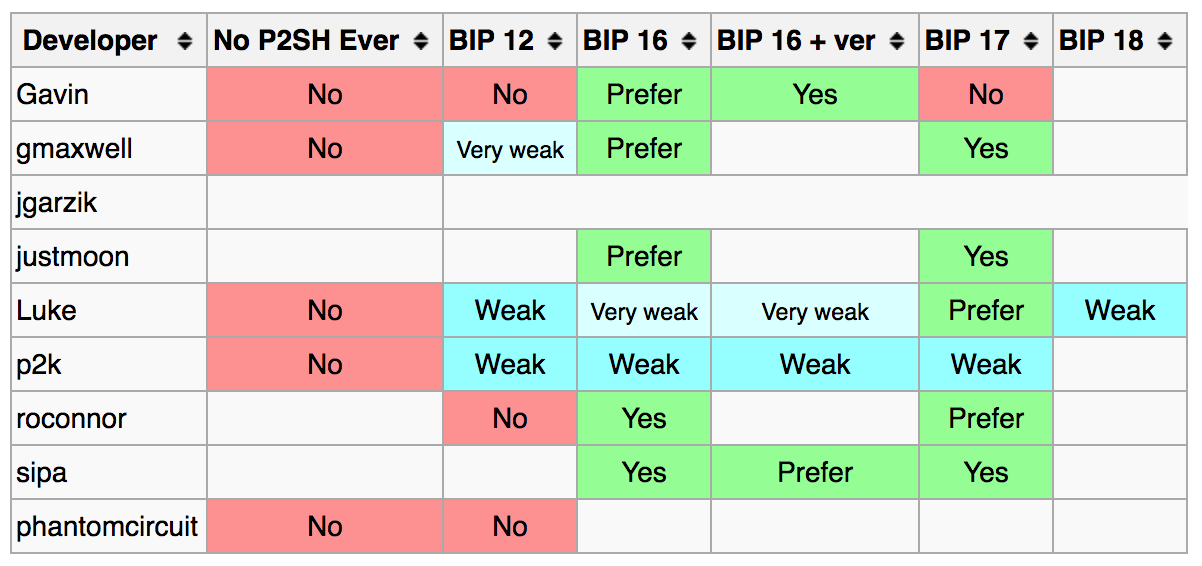 Developer No P2SH Ever BIP 12 BIP 16 BIP 16 + ver BIP 17 BIP 18
Gavin No No Prefer Yes No
gmaxwell No Very weak Prefer Yes
jgarzik
justmoon Prefer Yes
Luke No Weak Very weak Very weak Prefer Weak
p2k No Weak Weak Weak Weak
roconnor No Yes Prefer
sipa Yes Prefer Yes
phantomcircuit No No